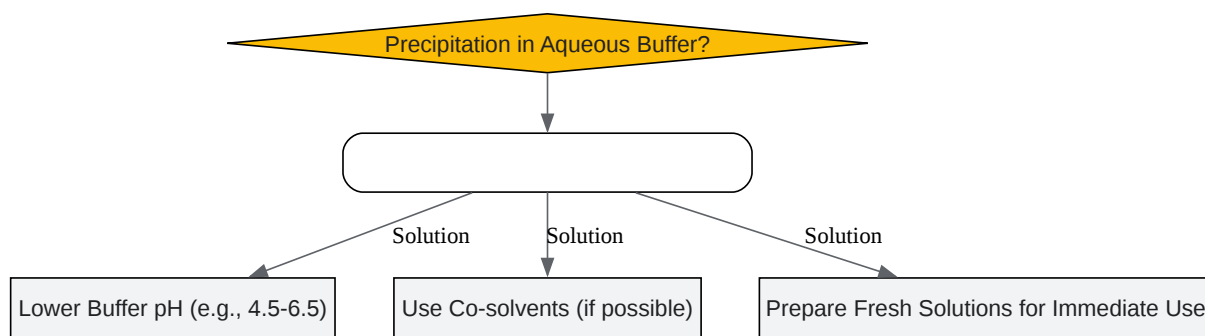 Precipitation in Aqueous Buffer?
Solution
Solution
Solution
Lower Buffer pH (e.g., 4.5-6.5)
Use Co-solvents (if possible)
Prepare Fresh Solutions for Immediate Use